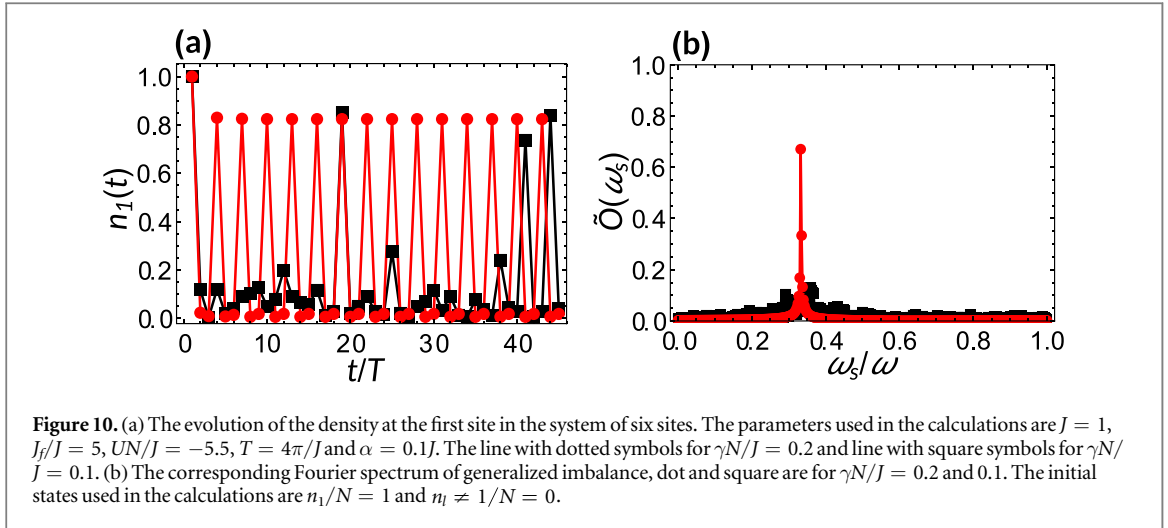 (a)
(b)
1.0
0.8
0.6
0.4
0.2
0.0
n₁(t)
0
10
20
30
40
t/T
1.0
0.8
0.6
0.4
0.2
0.0
Õ(ωₛ)
0.0
0.2
0.4
0.6
0.8
1.0
ωₛ/ω
Figure 10. (a) The evolution of the density at the first site in the system of six sites. The parameters used in the calculations are J = 1,
J_f/J = 5, UN/J = −5.5, T = 4π/J and α = 0.1J. The line with dotted symbols for γN/J = 0.2 and line with square symbols for γN/
J = 0.1. (b) The corresponding Fourier spectrum of generalized imbalance, dot and square are for γN/J = 0.2 and 0.1. The initial
states used in the calculations are n₁/N = 1 and nₗ ≠ 1/N = 0.